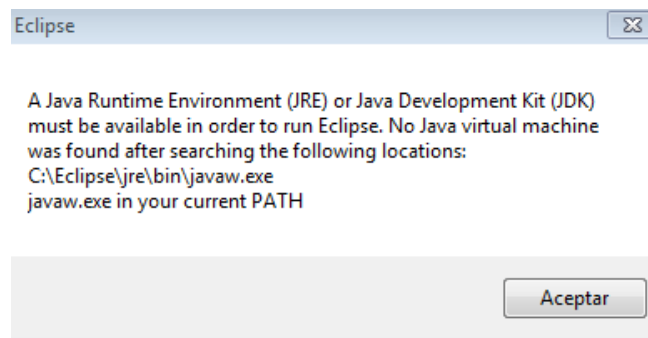 Eclipse
A Java Runtime Environment (JRE) or Java Development Kit (JDK)
must be available in order to run Eclipse. No Java virtual machine
was found after searching the following locations:
C:\Eclipse\jre\bin\javaw.exe
javaw.exe in your current PATH
Aceptar